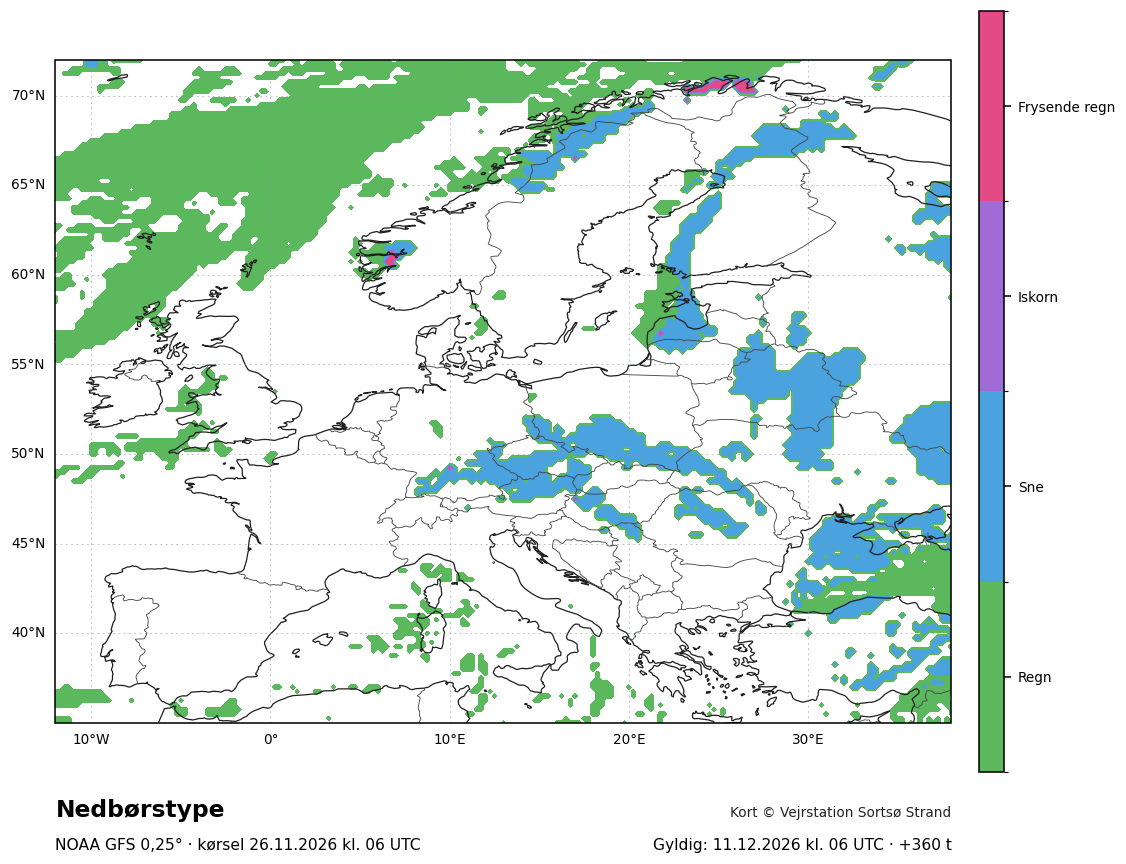 70°N
65°N
60°N
55°N
50°N
45°N
40°N
10°W
0°
10°E
20°E
30°E
Frysende regn
Iskorn
Sne
Regn
Nedbørstype
Kort © Vejrstation Sortsø Strand
NOAA GFS 0,25° · kørsel 26.11.2026 kl. 06 UTC
Gyldig: 11.12.2026 kl. 06 UTC · +360 t